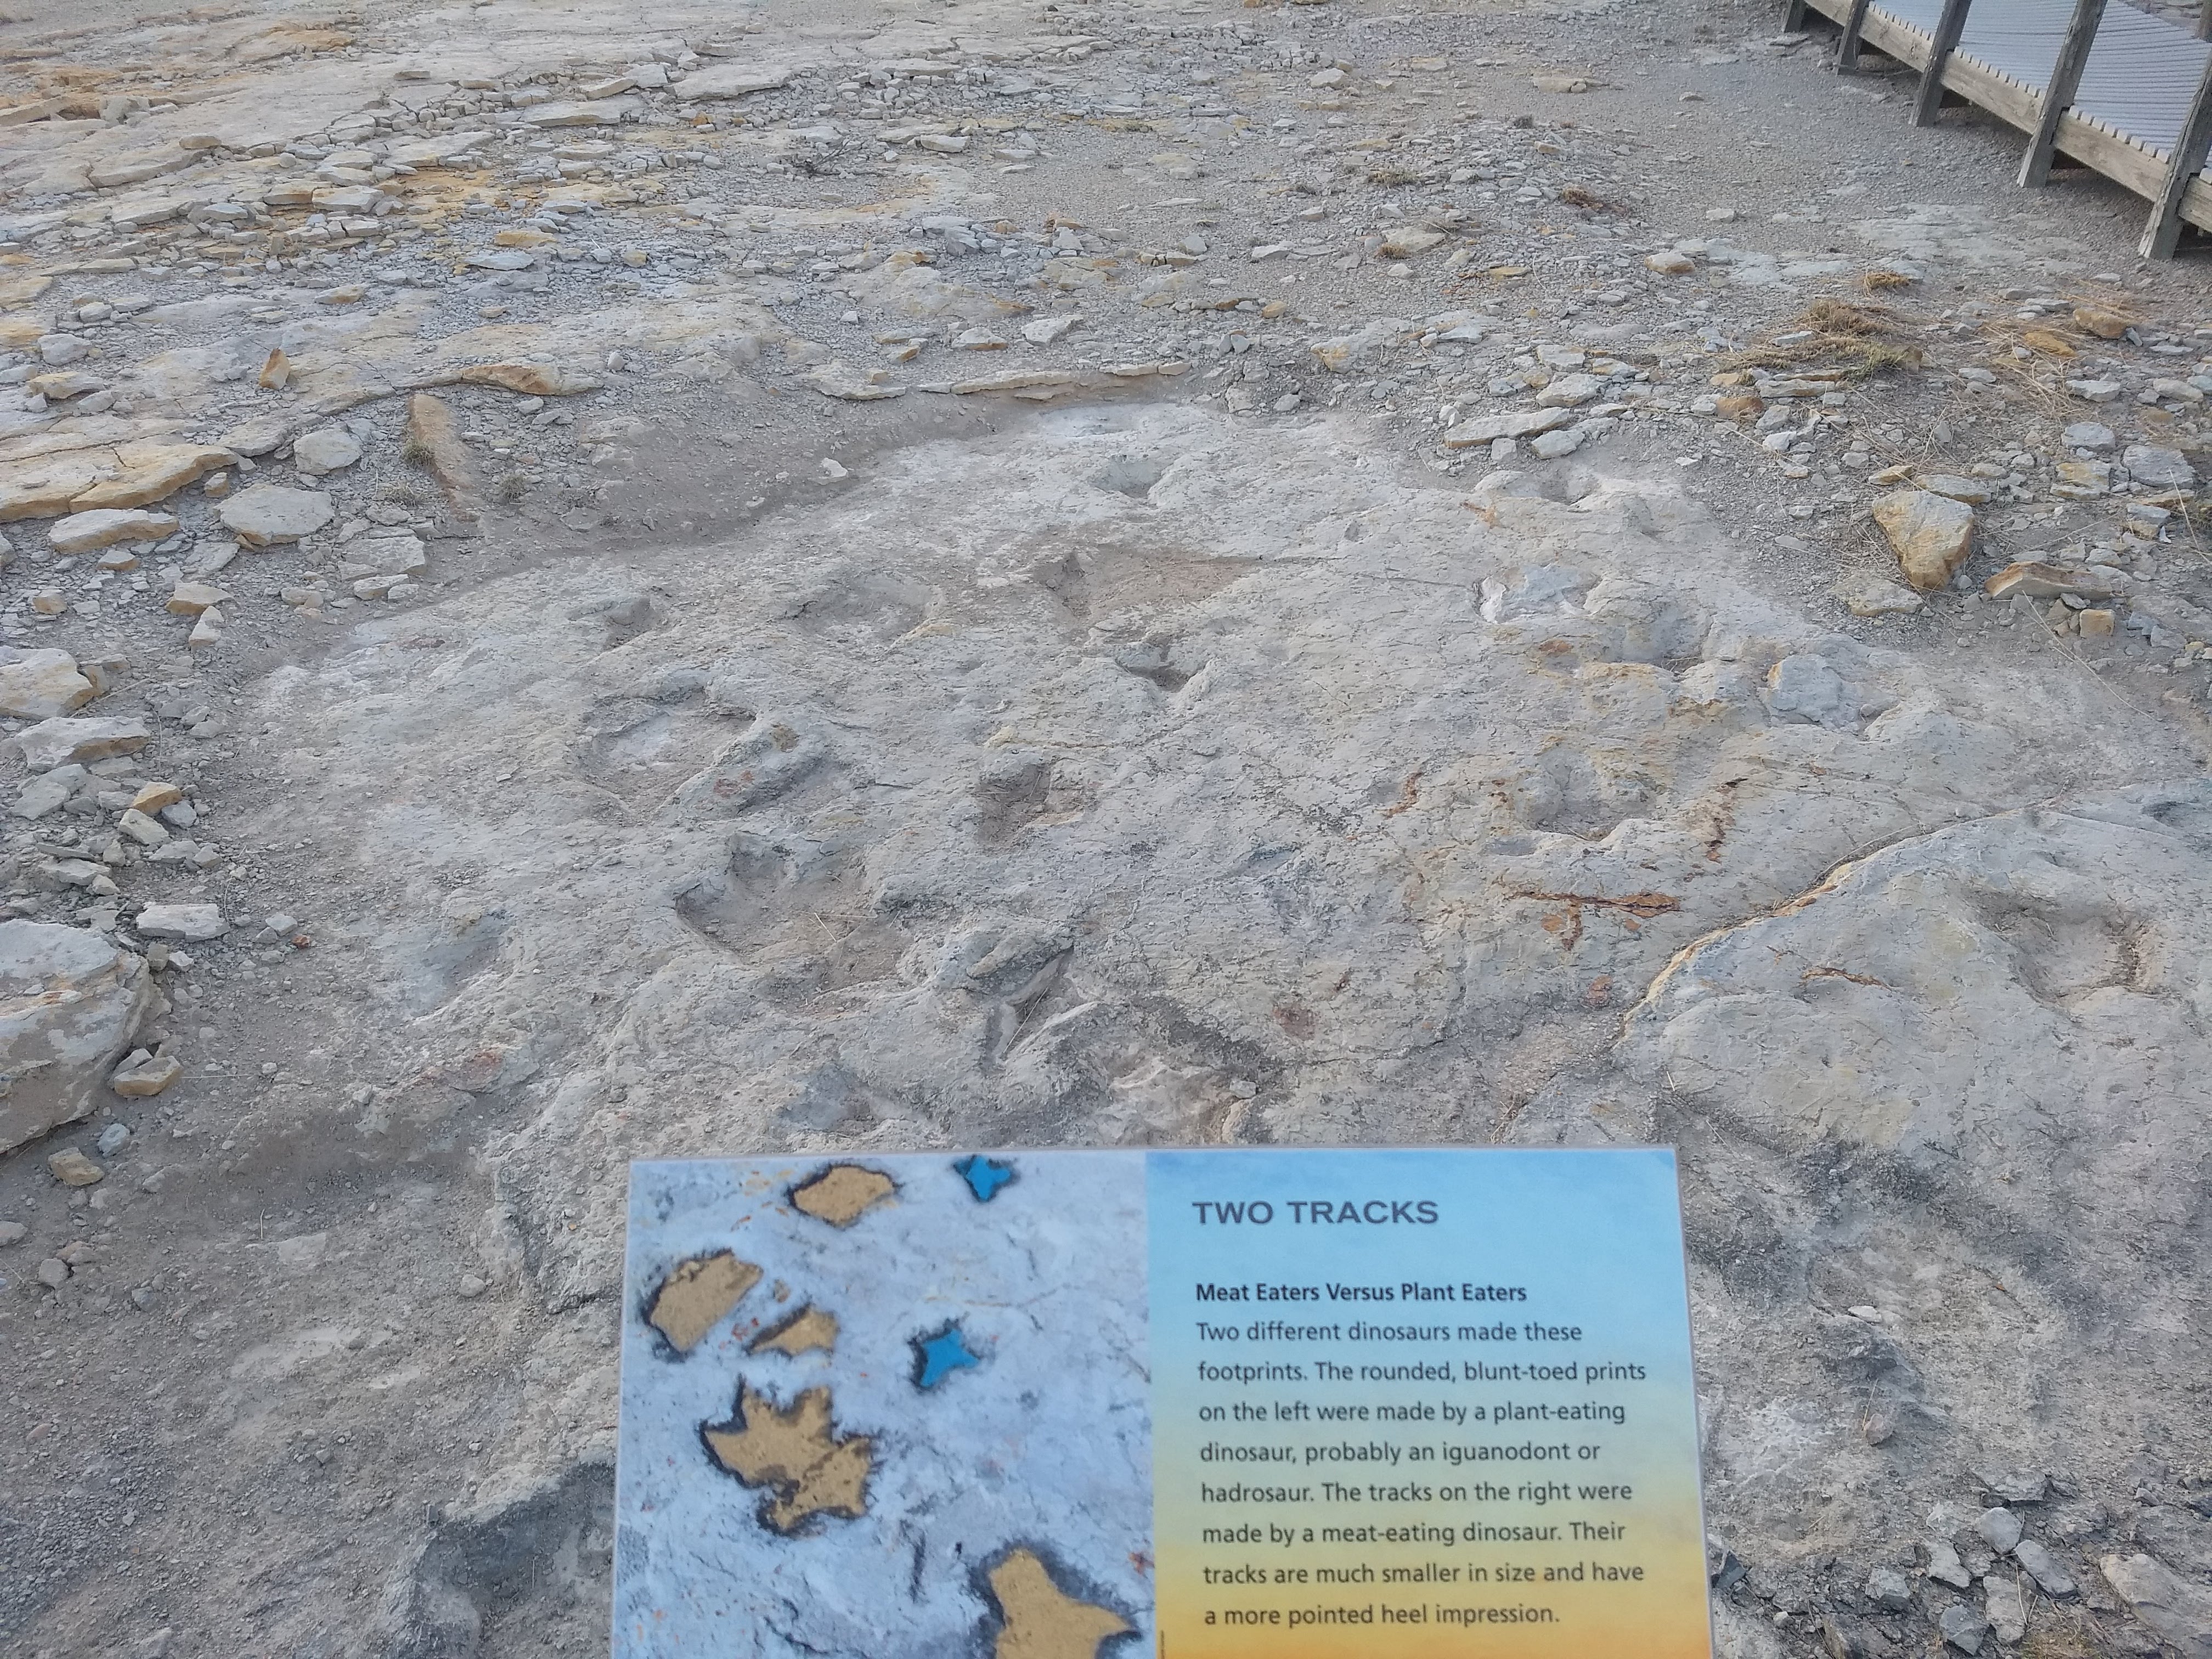 TWO TRACKS
Meat Eaters Versus Plant Eaters
Two different dinosaurs made these
footprints. The rounded, blunt-toed prints
on the left were made by a plant-eating
dinosaur, probably an iguanodont or
hadrosaur. The tracks on the right were
made by a meat-eating dinosaur. Their
tracks are much smaller in size and have
a more pointed heel impression.